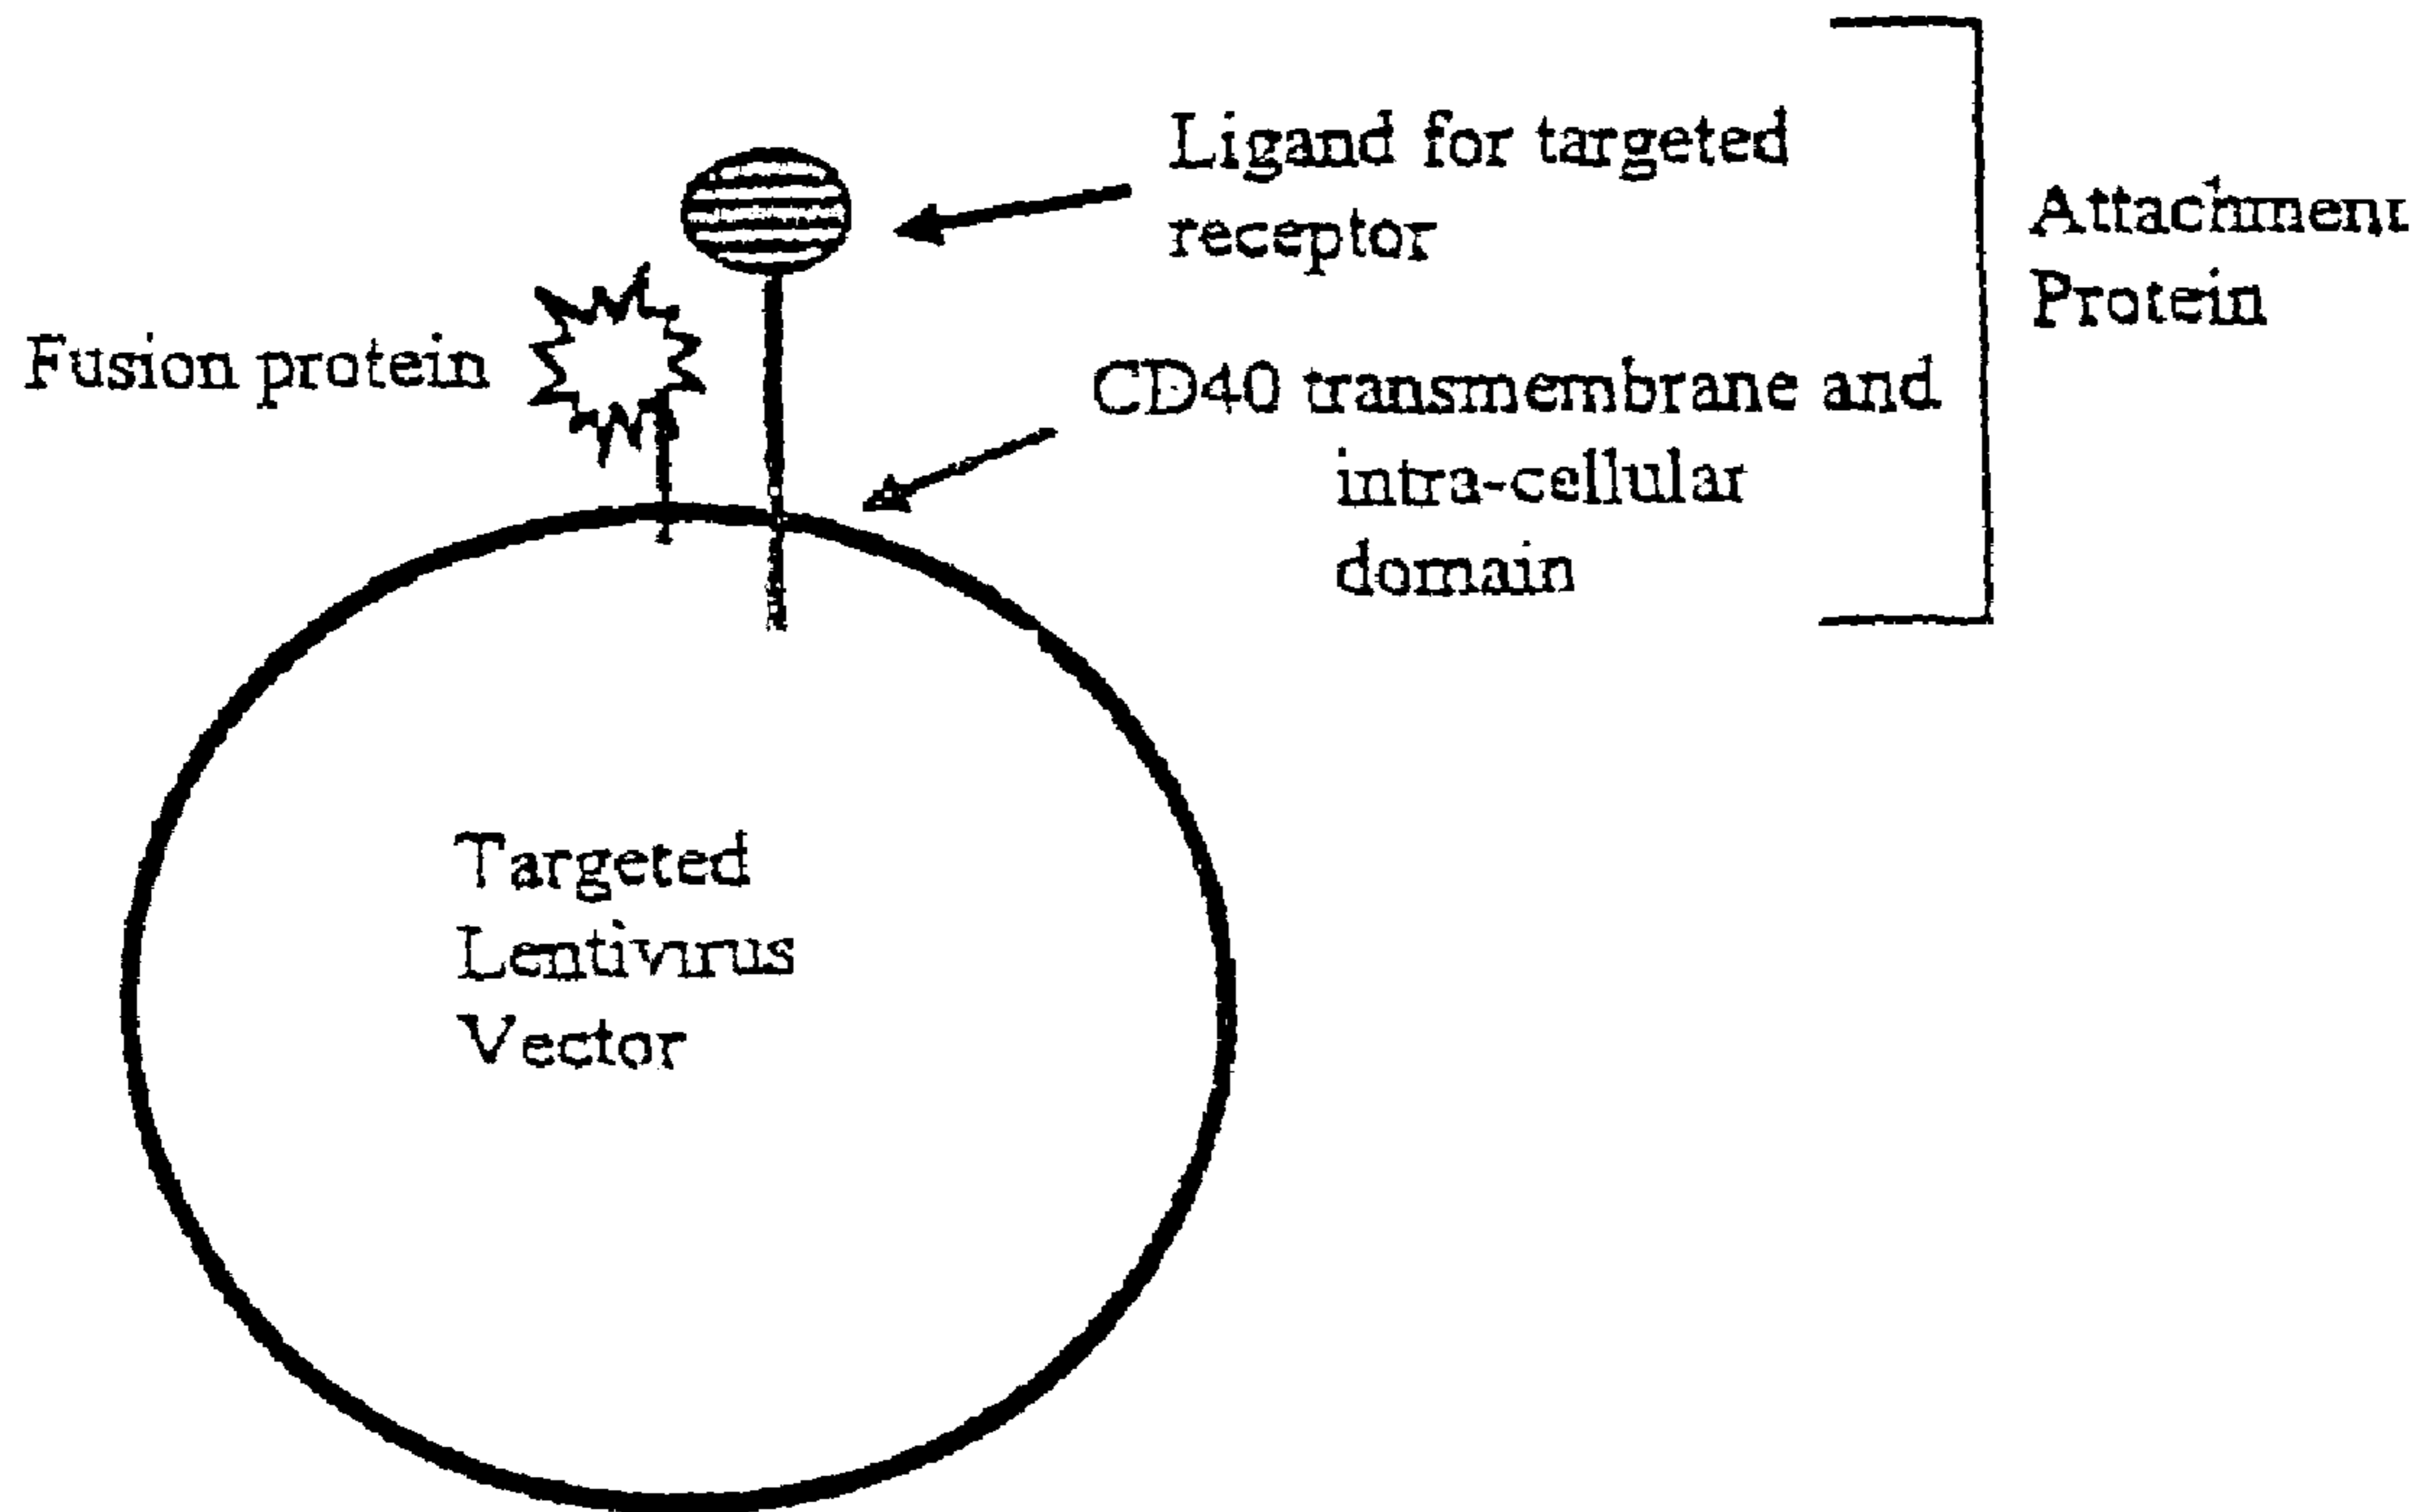 Ligand for targeted
receptor
Attachment
Protein
Fusion protein
CD40 transmembrane and
intra-cellular
domain
Targeted
Lentivirus
Vector